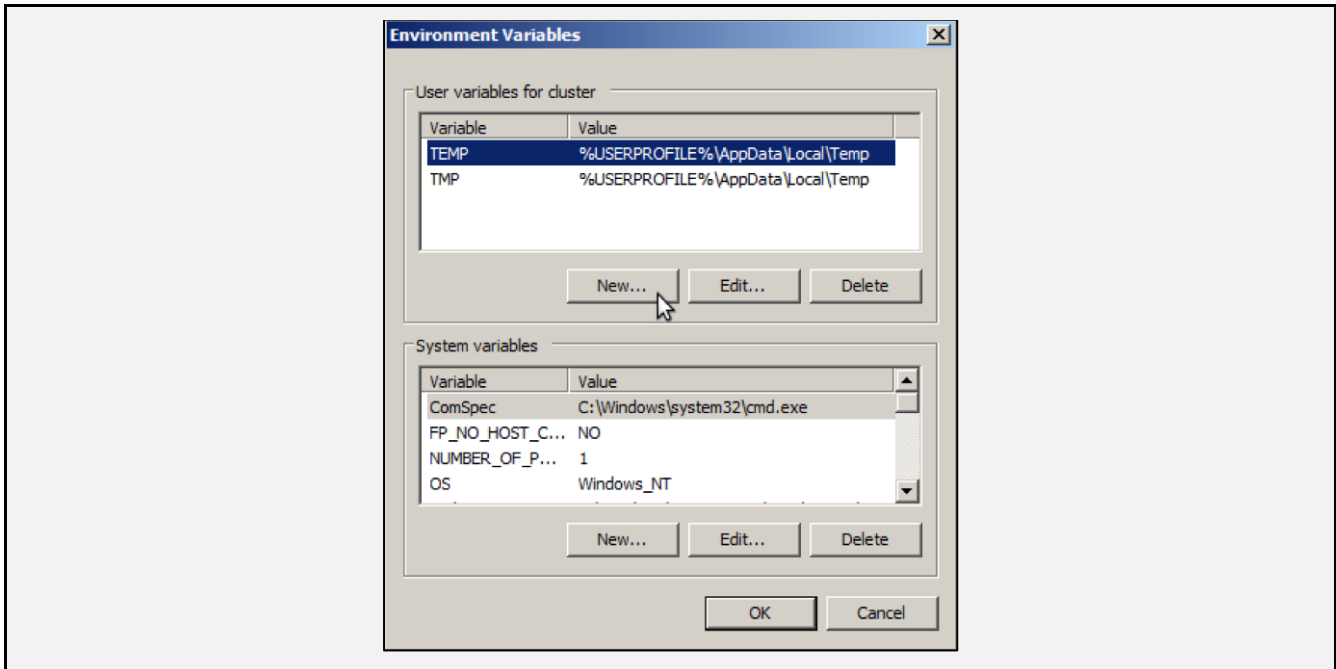 Environment Variables
User variables for cluster
Variable Value
TEMP %USERPROFILE%\AppData\Local\Temp
TMP %USERPROFILE%\AppData\Local\Temp
New... Edit... Delete
System variables
Variable Value
ComSpec C:\Windows\system32\cmd.exe
FP_NO_HOST_C... NO
NUMBER_OF_P... 1
OS Windows_NT
New... Edit... Delete
OK Cancel